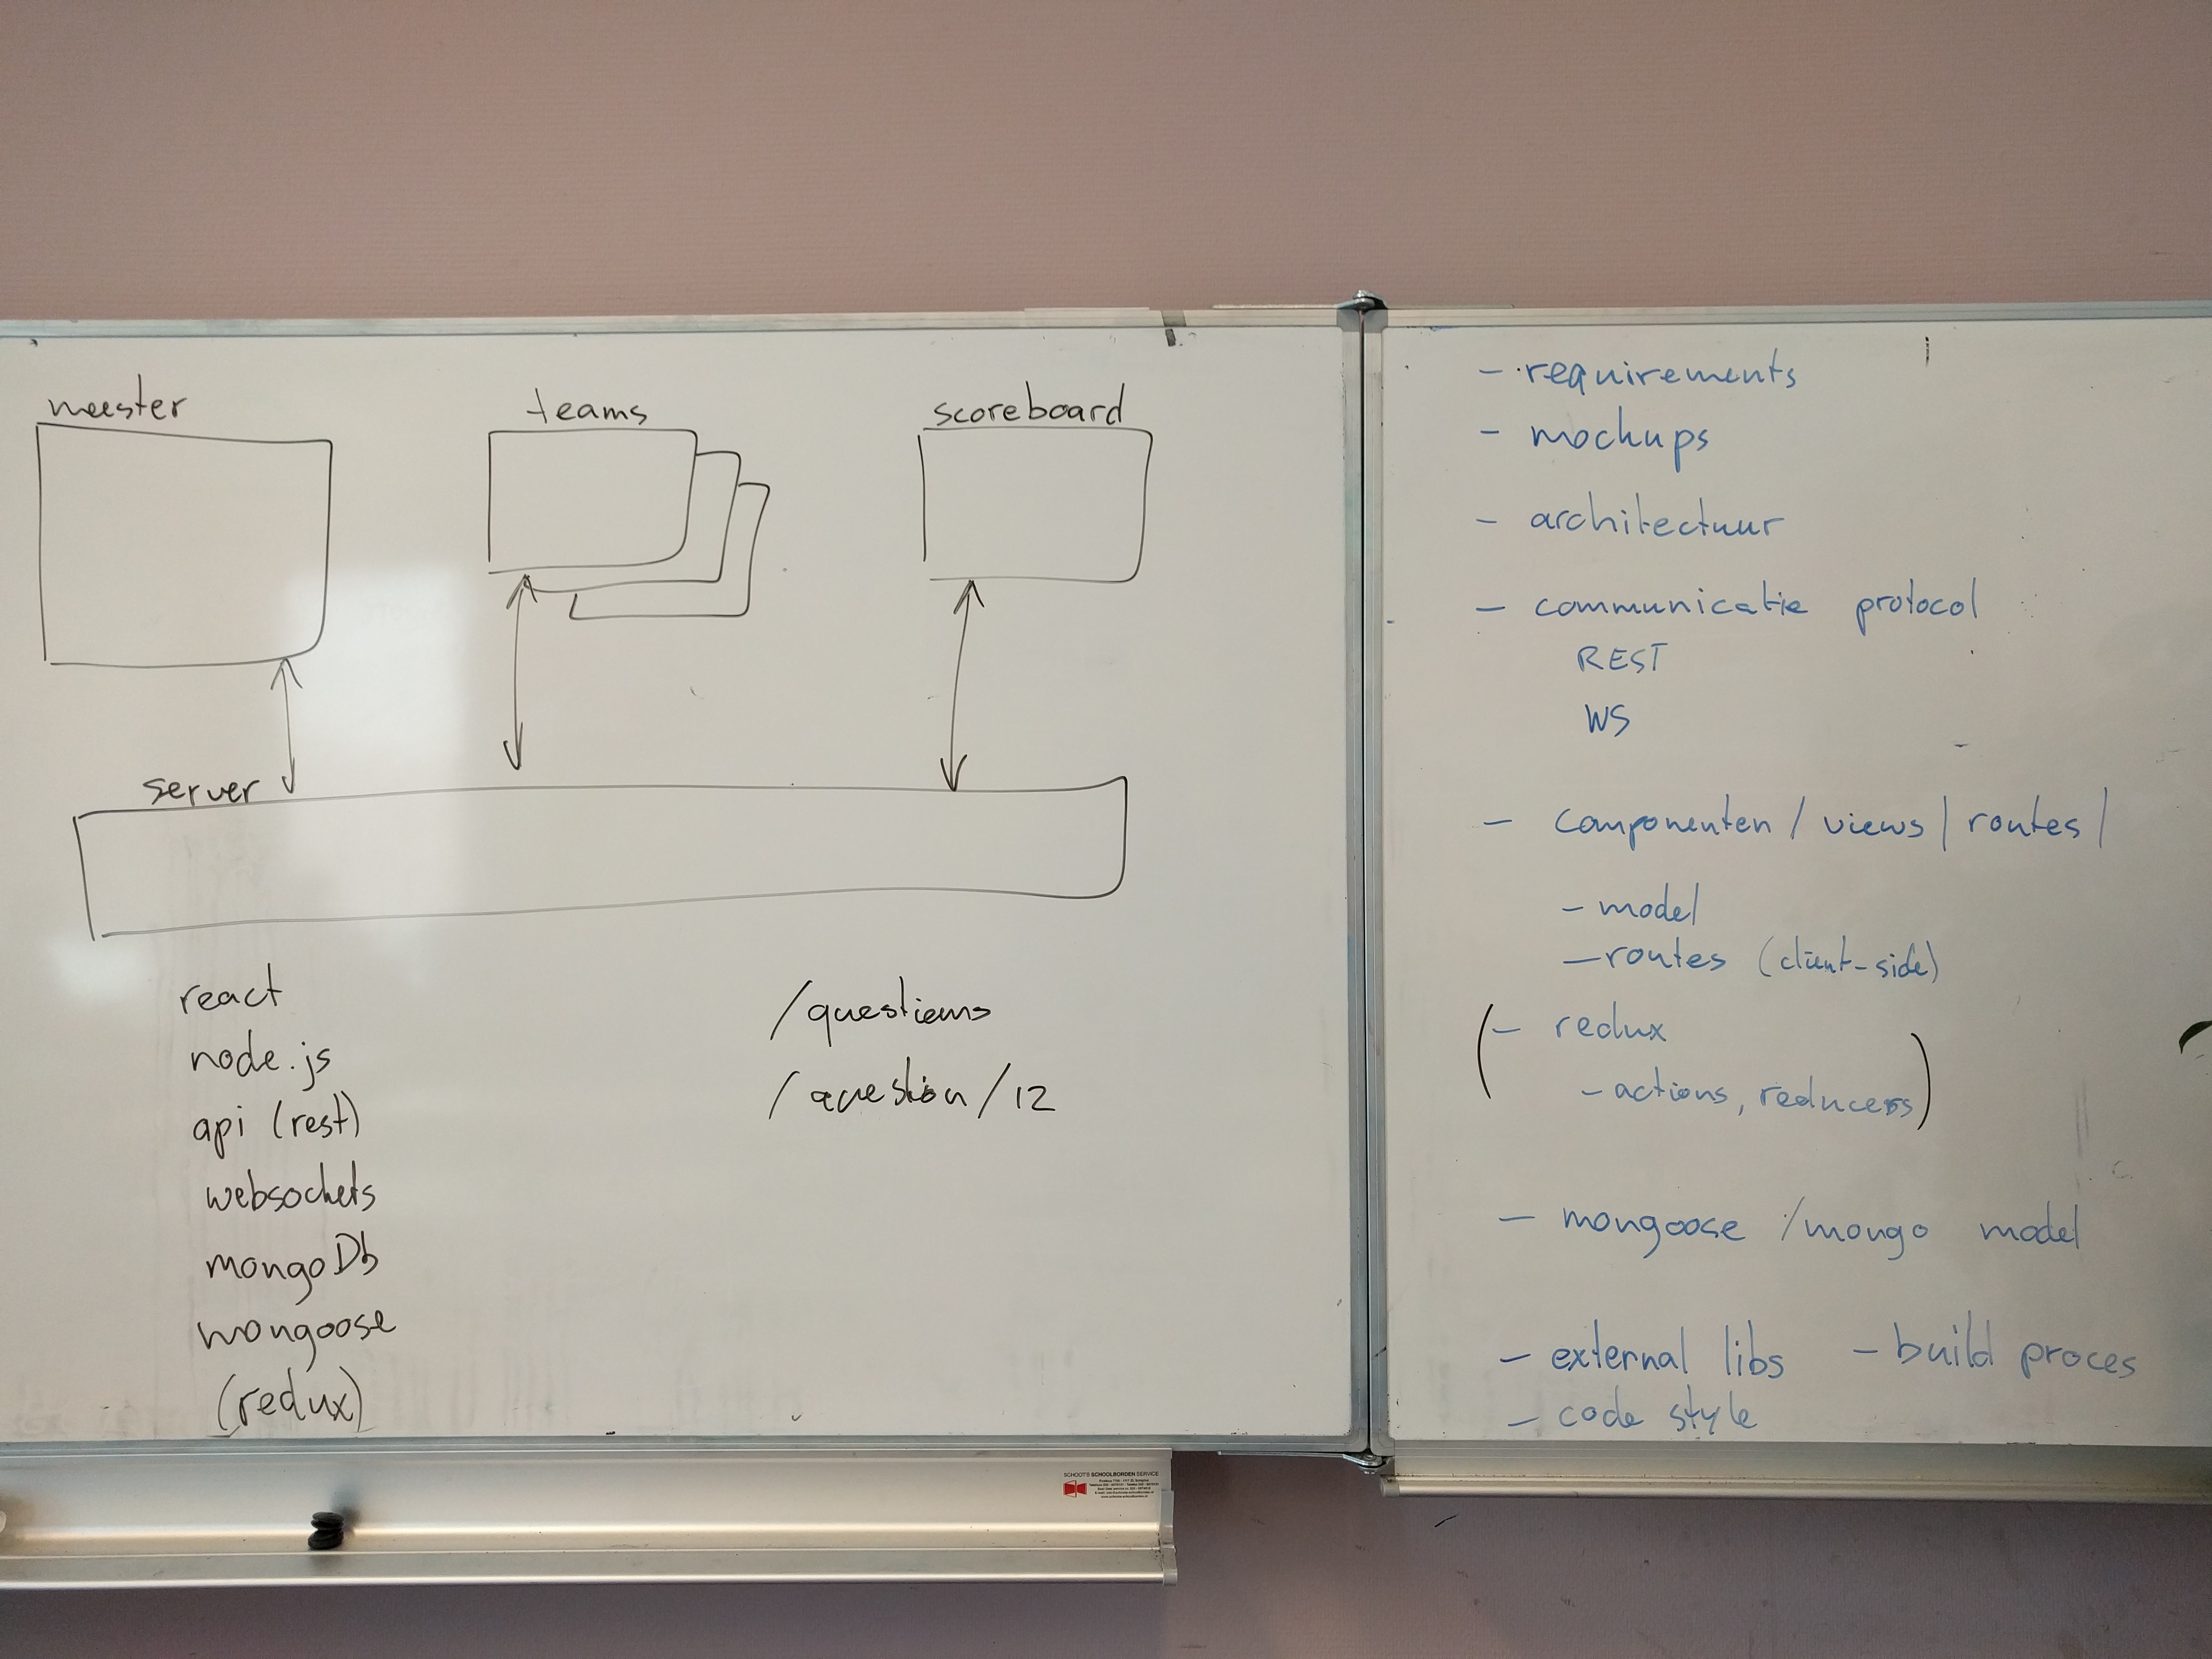 meester
teams
scoreboard
server
react
node.js
api (rest)
websockets
mongoDb
mongoose
(redux)
/questions
/question/12
- requirements
- mockups
- architectuur
- communicatie protocol
REST
WS
- componenten / views | routes |
- model
- routes (client-side)
(- redux
- actions, reducers)
- mongoose / mongo model
- external libs - build proces
- code style
SCHOOT'S SCHOOLBORDEN SERVICE